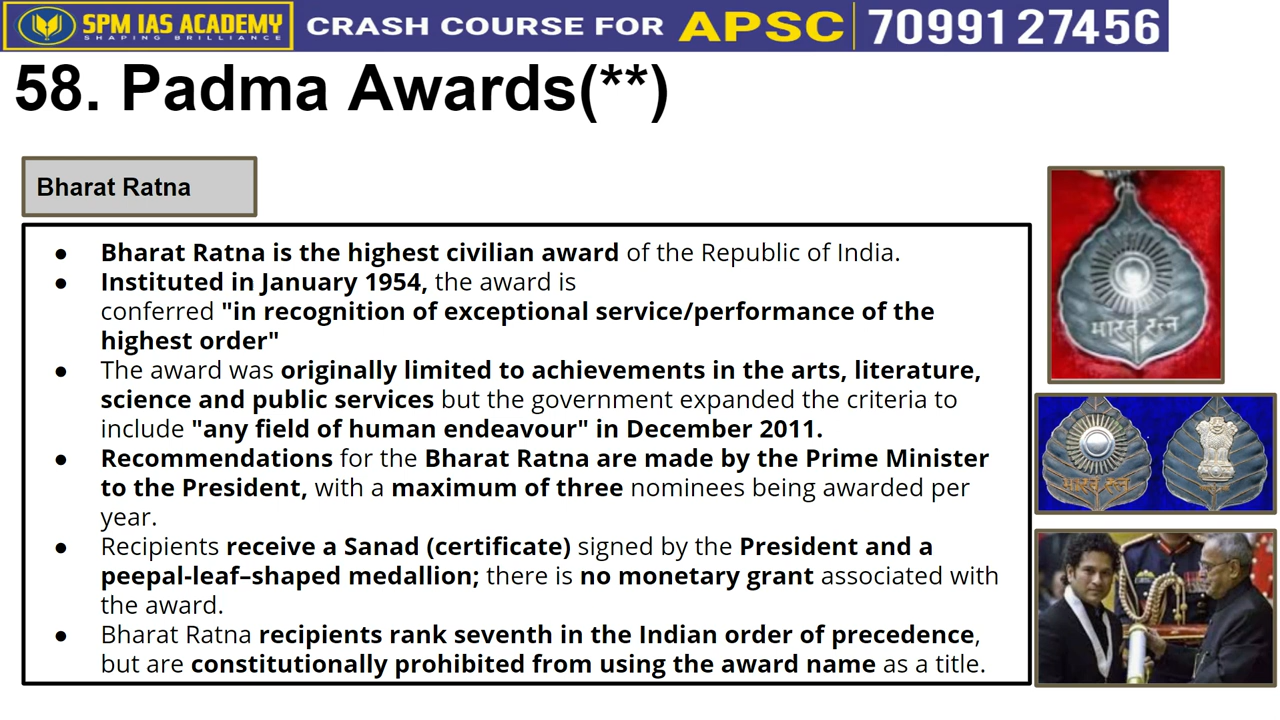 SPM IAS ACADEMY
SHAPING BRILLIANCE
CRASH COURSE FOR APSC 7099127456
58. Padma Awards(**)
Bharat Ratna
● Bharat Ratna is the highest civilian award of the Republic of India.
● Instituted in January 1954, the award is
conferred "in recognition of exceptional service/performance of the
highest order"
● The award was originally limited to achievements in the arts, literature,
science and public services but the government expanded the criteria to
include "any field of human endeavour" in December 2011.
● Recommendations for the Bharat Ratna are made by the Prime Minister
to the President, with a maximum of three nominees being awarded per
year.
● Recipients receive a Sanad (certificate) signed by the President and a
peepal-leaf–shaped medallion; there is no monetary grant associated with
the award.
● Bharat Ratna recipients rank seventh in the Indian order of precedence,
but are constitutionally prohibited from using the award name as a title.
भारत रत्न
भारत रत्न